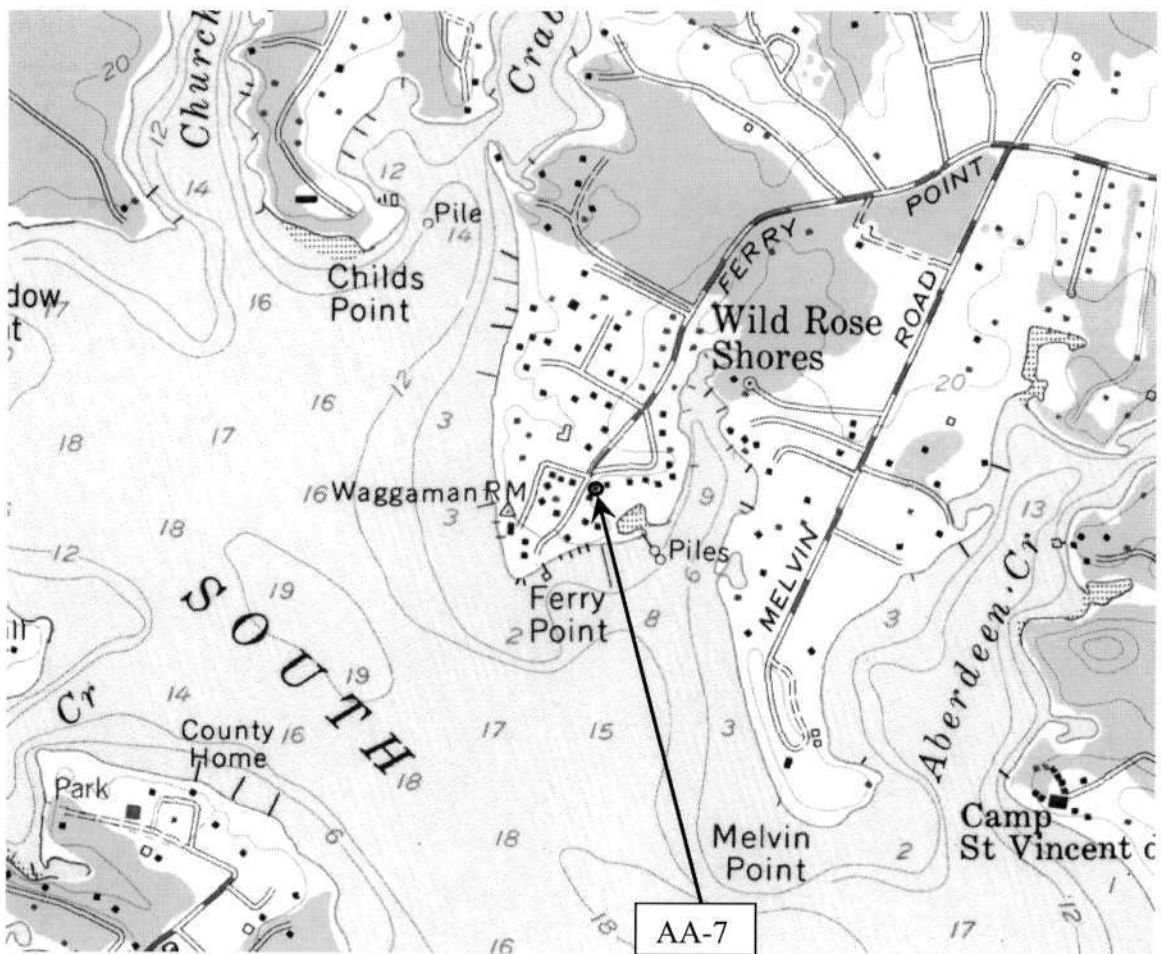 Church
Crab
20
12
14
12
Pile
14
Childs
Point
16
dow
17
FERRY
POINT
ROAD
MELVIN
Wild Rose
Shores
20
12
16
3
18
17
16
Waggaman RM
3
9
13
Piles
6
18
12
19
SOUTH
19
Ferry
Point
2
8
3
Aberdeen Cr
Cr
14
County
Home
16
18
17
15
3
Park
6
18
Melvin
Point
2
Camp
St Vincent d
1
12
17
18
16
AA-7